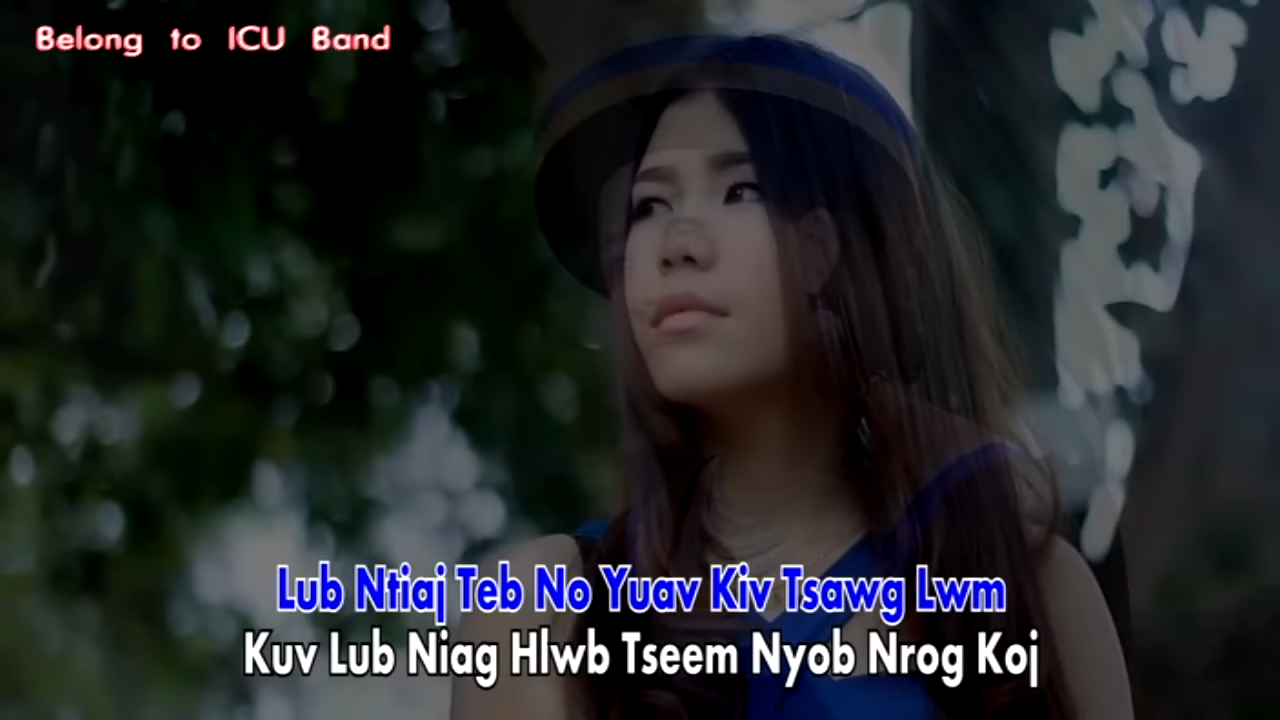 Belong to ICU Band
Lub Ntiaj Teb No Yuav Kiv Tsawg Lwm
Kuv Lub Niag Hlwb Tseem Nyob Nrog Koj